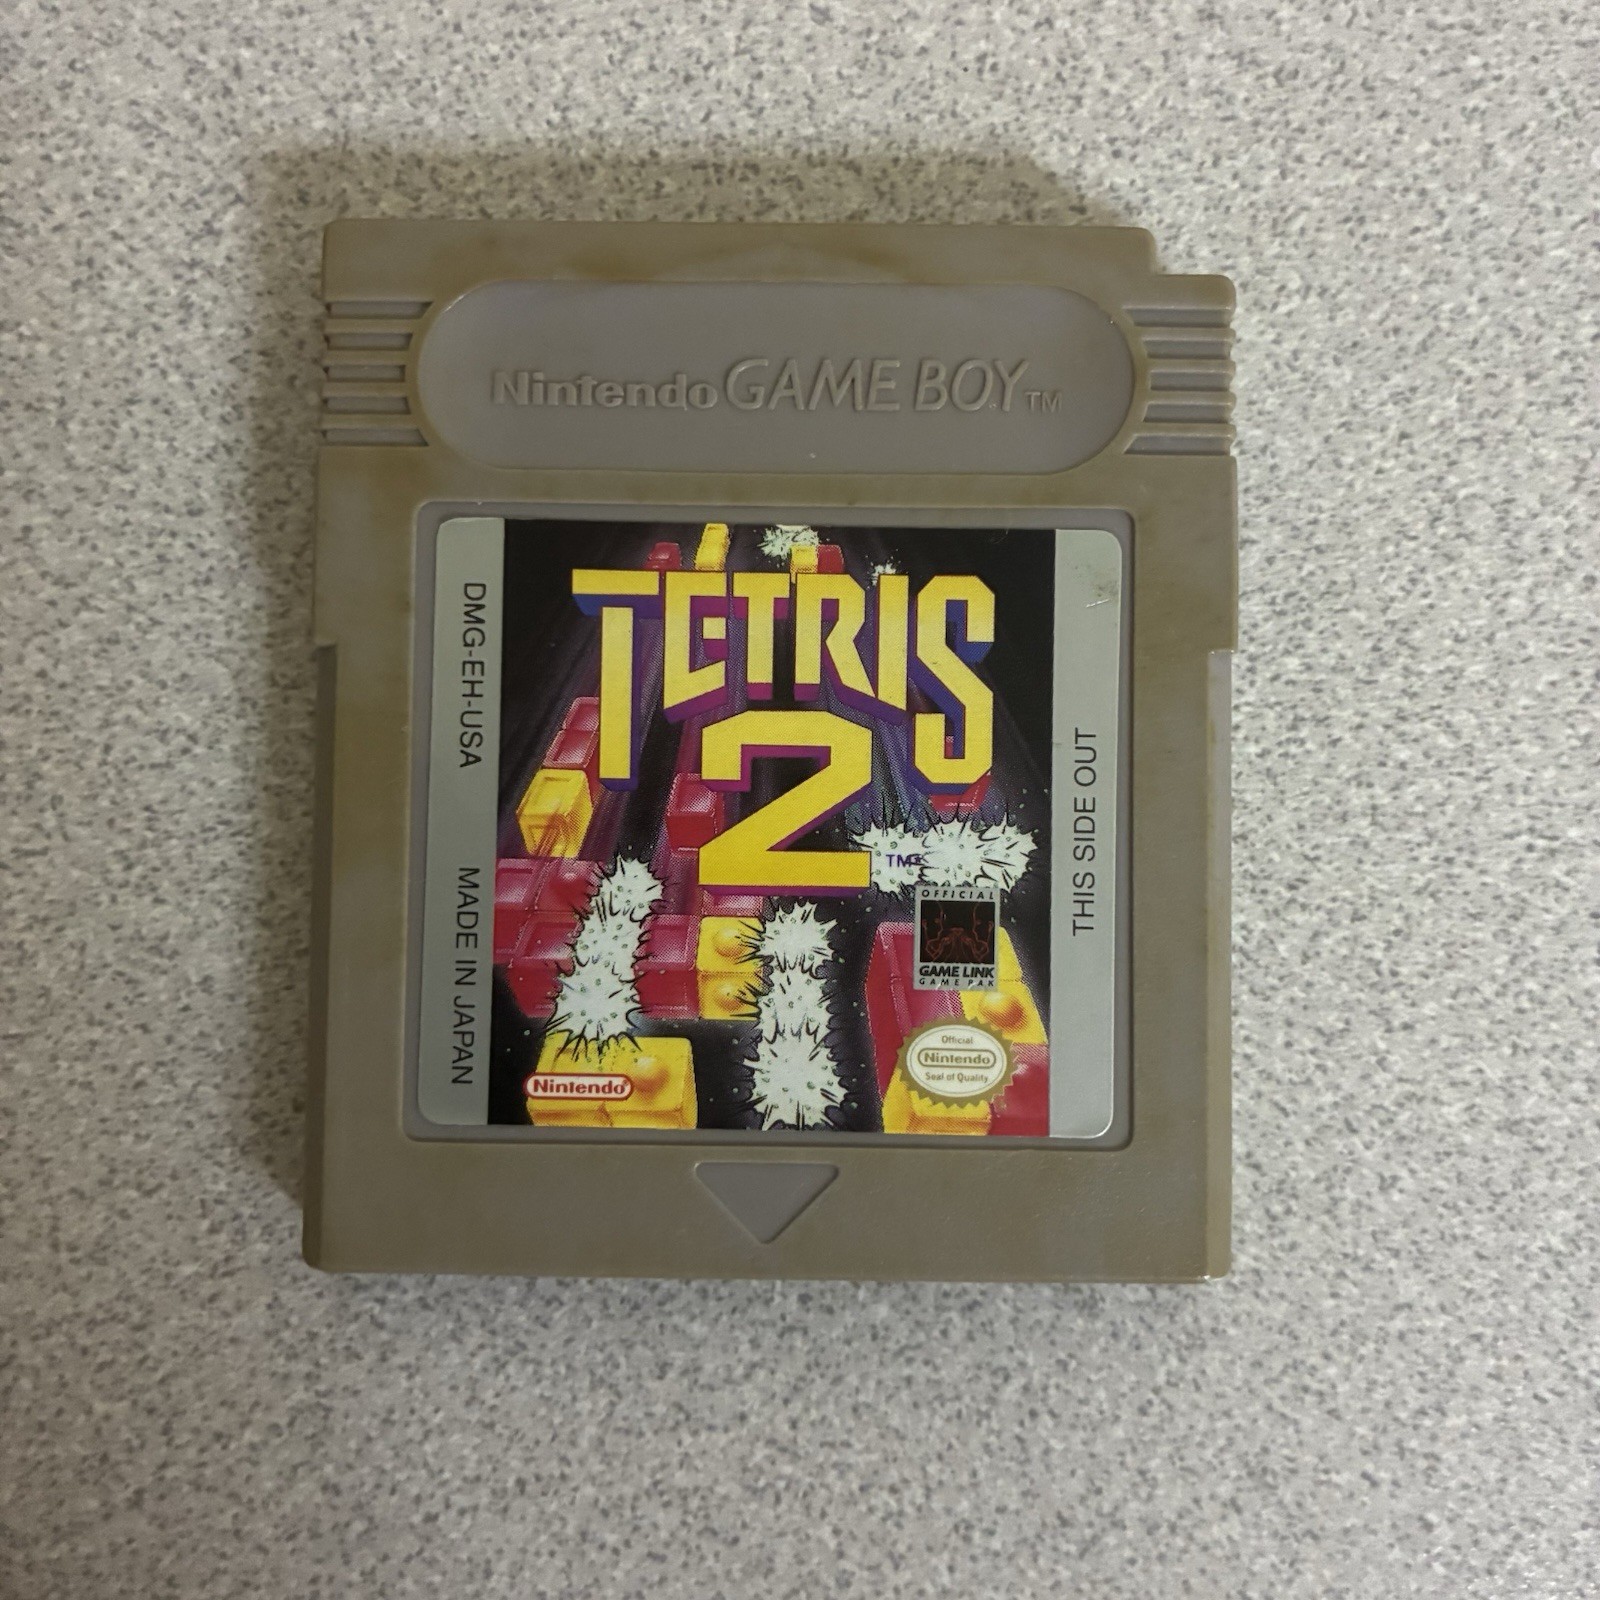 Nintendo GAME BOY TM
DMG-EH-USA
MADE IN JAPAN
TETRIS
2
TM
OFFICIAL
GAME LINK
GAME PAK
Official
Nintendo
Seal of Quality
Nintendo®
THIS SIDE OUT